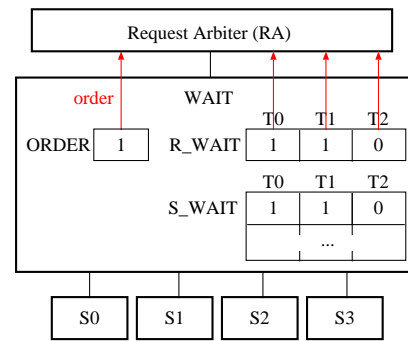 Request Arbiter (RA)
order
WAIT
T0 T1 T2
ORDER 1 R_WAIT 1 1 0
T0 T1 T2
S_WAIT 1 1 0
...
S0 S1 S2 S3